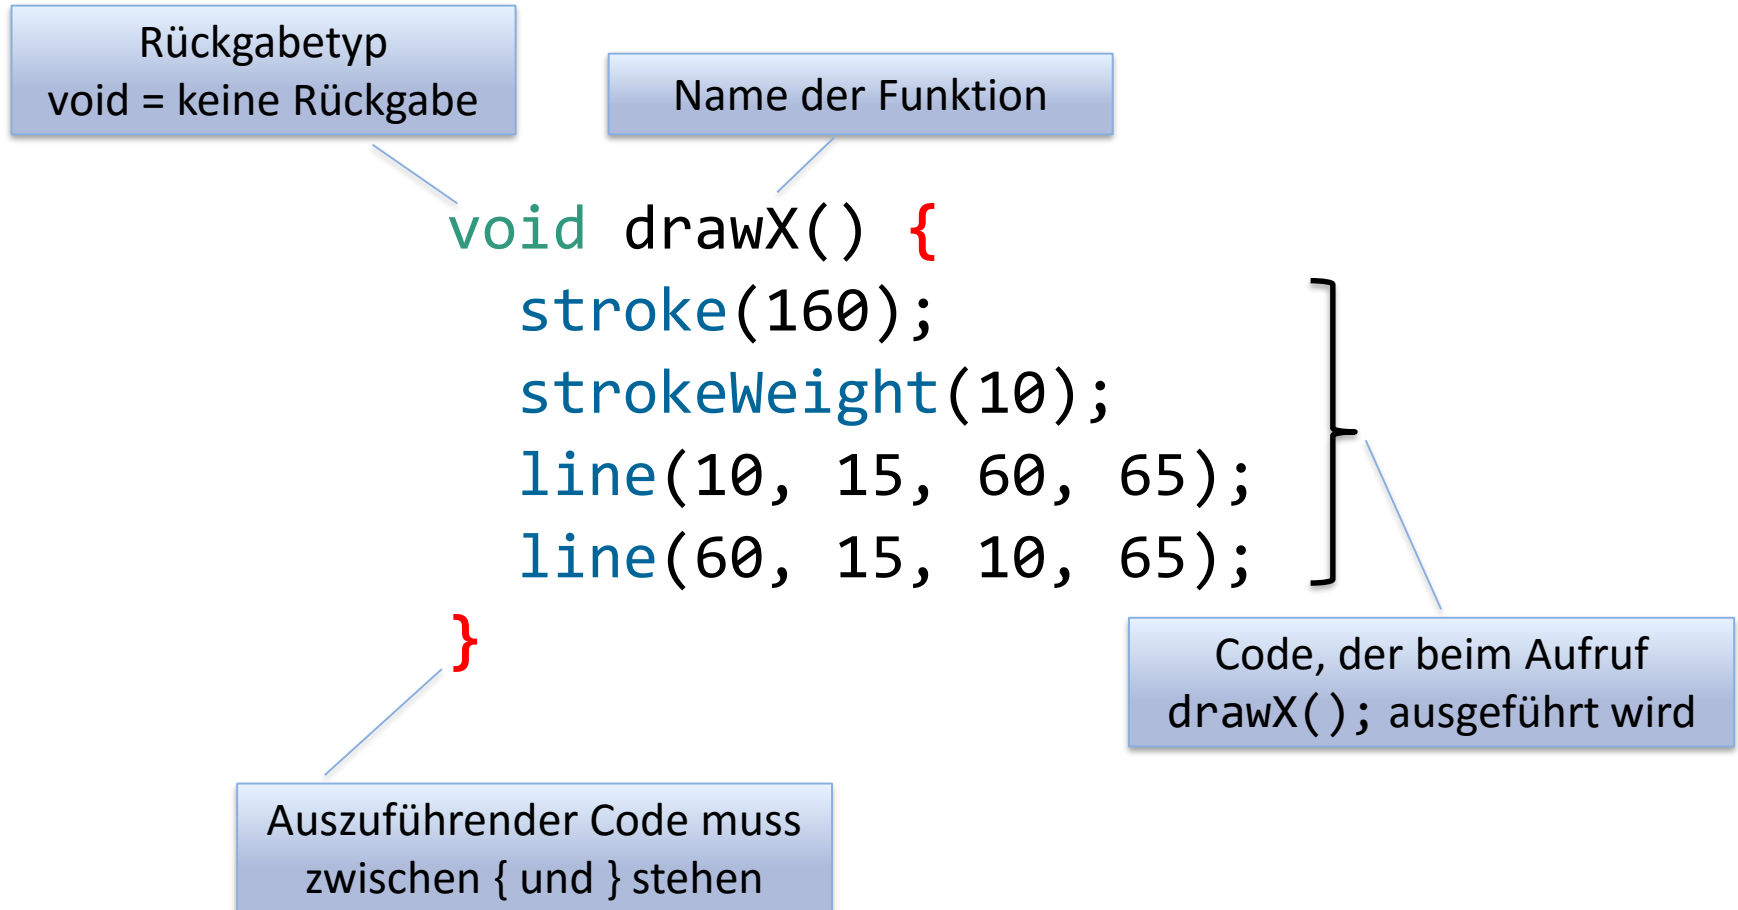 Rückgabetyp
void = keine Rückgabe
Name der Funktion
void drawX() {
stroke(160);
strokeWeight(10);
line(10, 15, 60, 65);
line(60, 15, 10, 65);
}
Code, der beim Aufruf
drawX(); ausgeführt wird
Auszuführender Code muss
zwischen { und } stehen